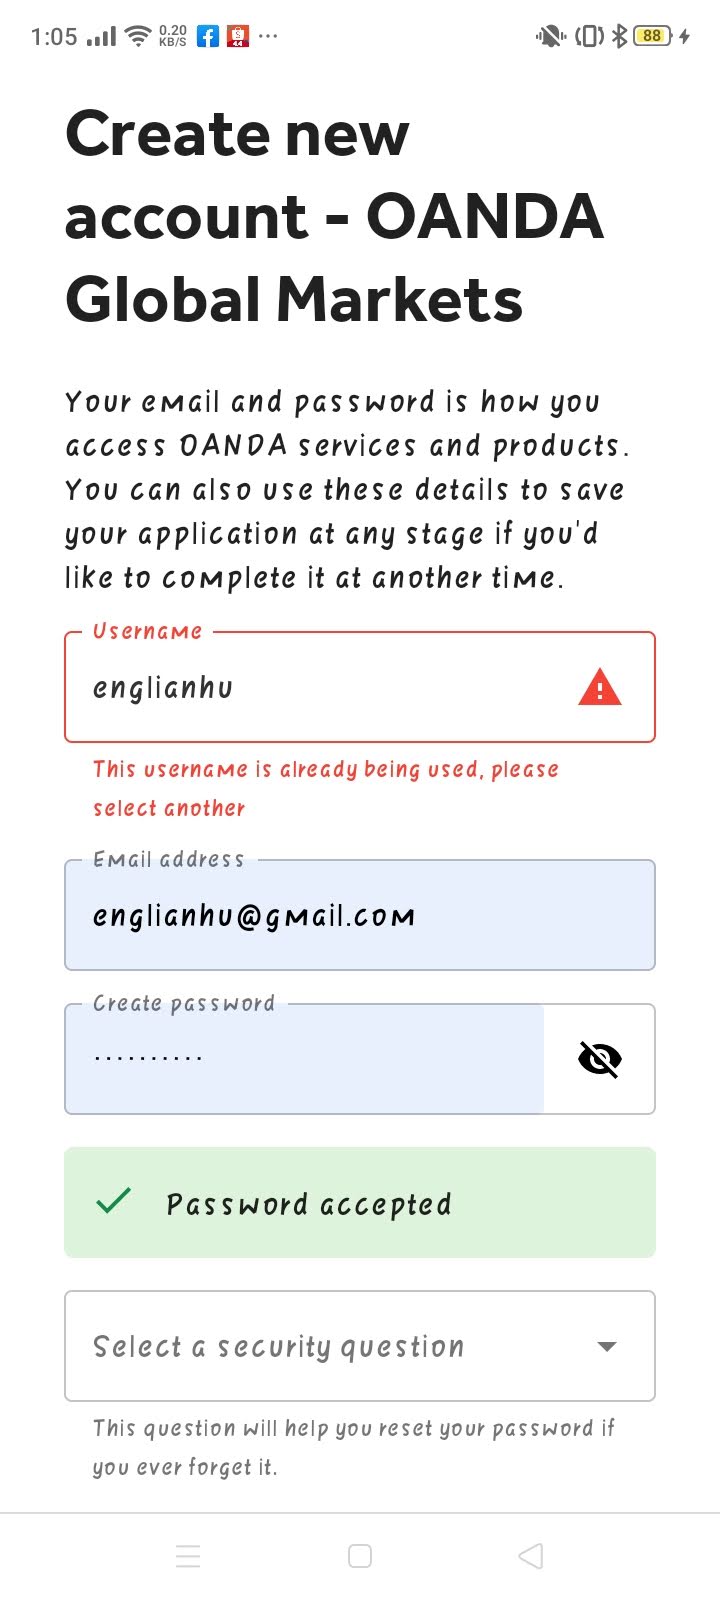 1:05 0.20 KB/S 44 ... 88
Create new
account - OANDA
Global Markets
Your email and password is how you
access OANDA services and products.
You can also use these details to save
your application at any stage if you'd
like to complete it at another time.
Username
englianhu
This username is already being used, please
select another
Email address
englianhu@gmail.com
Create password
··········
Password accepted
Select a security question
This question will help you reset your password if
you ever forget it.